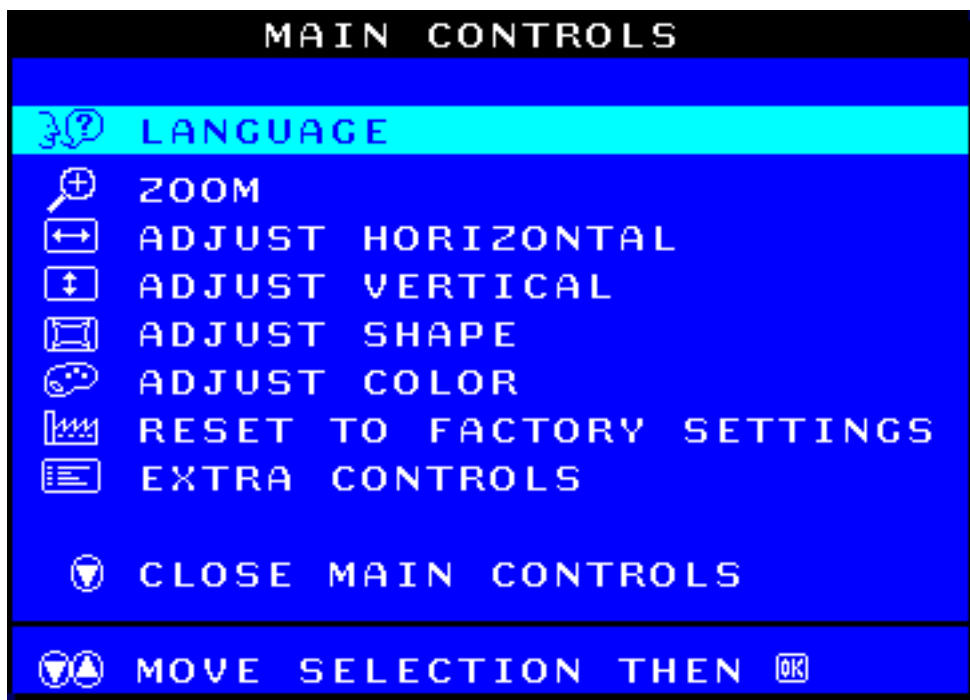 MAIN CONTROLS
LANGUAGE
ZOOM
ADJUST HORIZONTAL
ADJUST VERTICAL
ADJUST SHAPE
ADJUST COLOR
RESET TO FACTORY SETTINGS
EXTRA CONTROLS
CLOSE MAIN CONTROLS
MOVE SELECTION THEN OK